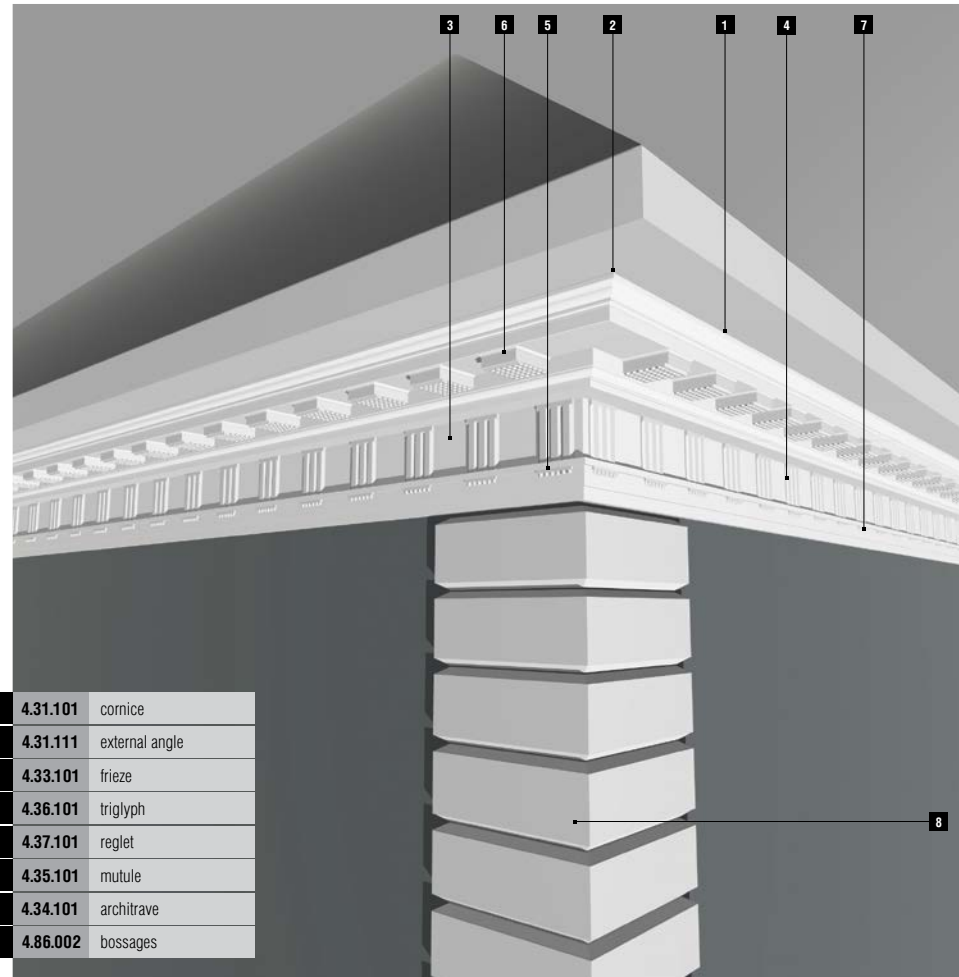 3 6 5 2 1 4 7
8
4.31.101 cornice
4.31.111 external angle
4.33.101 frieze
4.36.101 triglyph
4.37.101 reglet
4.35.101 mutule
4.34.101 architrave
4.86.002 bossages